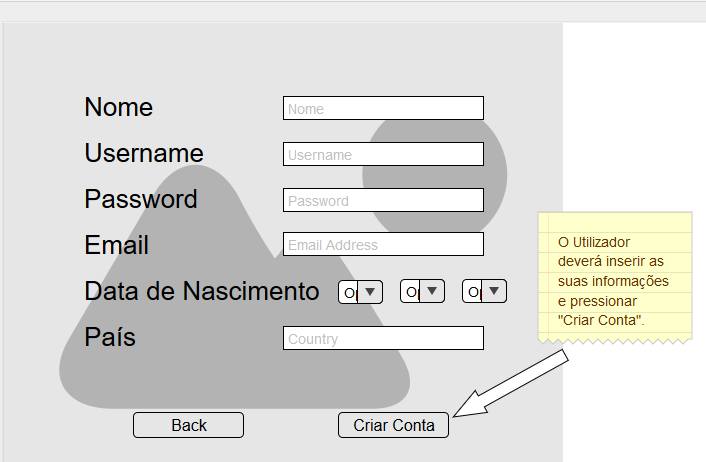 Nome Nome
Username Username
Password Password
Email Email Address
Data de Nascimento
País Country
Back Criar Conta
O Utilizador
deverá inserir as
suas informações
e pressionar
"Criar Conta".